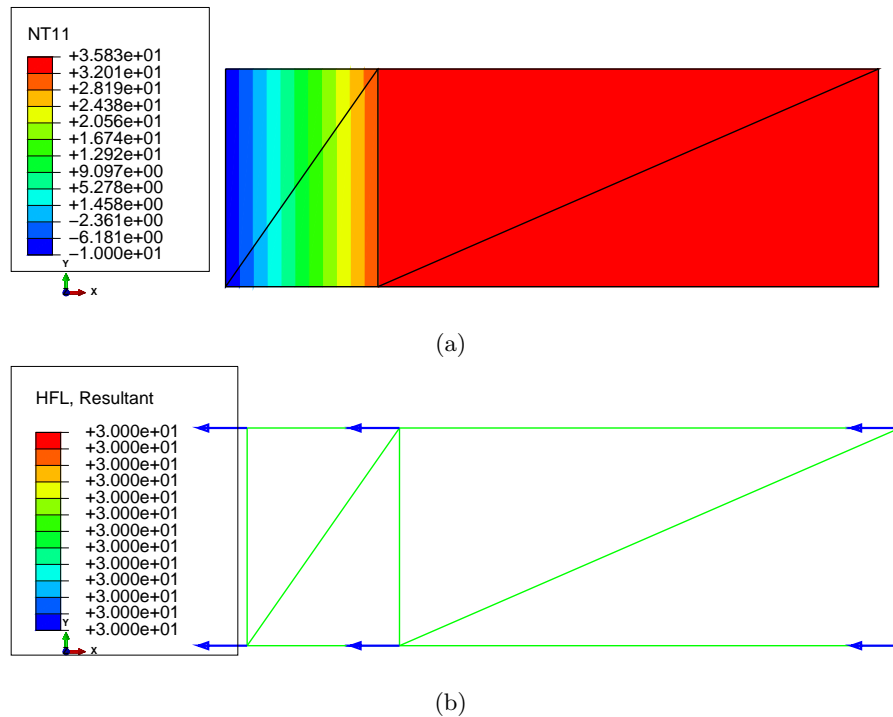 NT11
+3.583e+01
+3.201e+01
+2.819e+01
+2.438e+01
+2.056e+01
+1.674e+01
+1.292e+01
+9.097e+00
+5.278e+00
+1.458e+00
−2.361e+00
−6.181e+00
−1.000e+01
Y
X
(a)
HFL, Resultant
+3.000e+01
+3.000e+01
+3.000e+01
+3.000e+01
+3.000e+01
+3.000e+01
+3.000e+01
+3.000e+01
+3.000e+01
+3.000e+01
+3.000e+01
+3.000e+01
+3.000e+01
Y
X
(b)